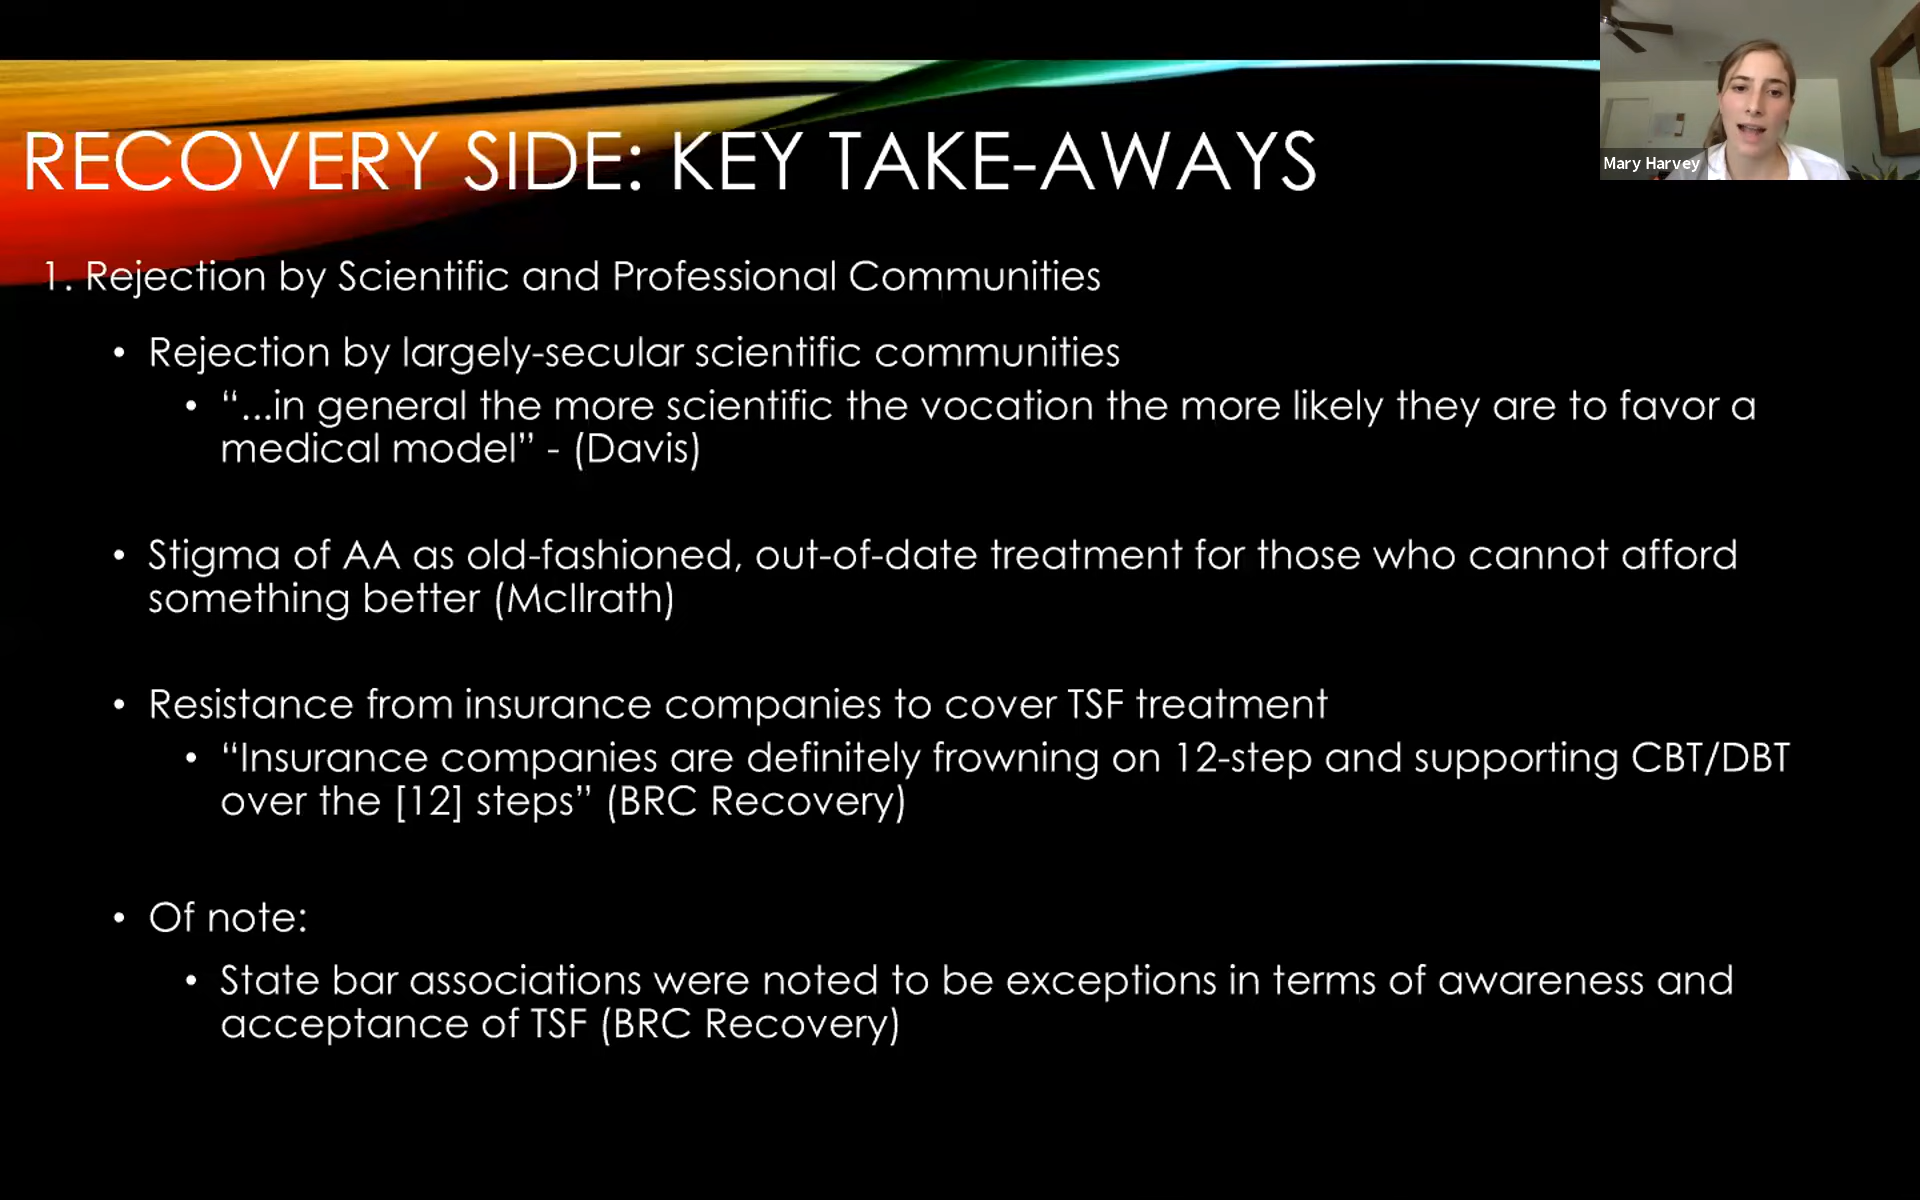 Mary Harvey
RECOVERY SIDE: KEY TAKE-AWAYS
1. Rejection by Scientific and Professional Communities
• Rejection by largely-secular scientific communities
• “...in general the more scientific the vocation the more likely they are to favor a
medical model” - (Davis)
• Stigma of AA as old-fashioned, out-of-date treatment for those who cannot afford
something better (McIlrath)
• Resistance from insurance companies to cover TSF treatment
• “Insurance companies are definitely frowning on 12-step and supporting CBT/DBT
over the [12] steps” (BRC Recovery)
• Of note:
• State bar associations were noted to be exceptions in terms of awareness and
acceptance of TSF (BRC Recovery)